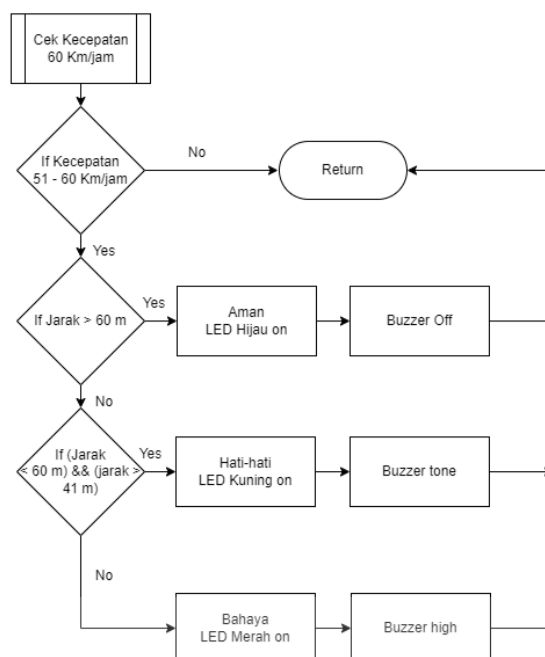 Cek Kecepatan
60 Km/jam
If Kecepatan
51 - 60 Km/jam
No
Return
Yes
If Jarak > 60 m
Yes
Aman
LED Hijau on
Buzzer Off
No
If (Jarak
< 60 m) && (jarak >
41 m)
Yes
Hati-hati
LED Kuning on
Buzzer tone
No
Bahaya
LED Merah on
Buzzer high